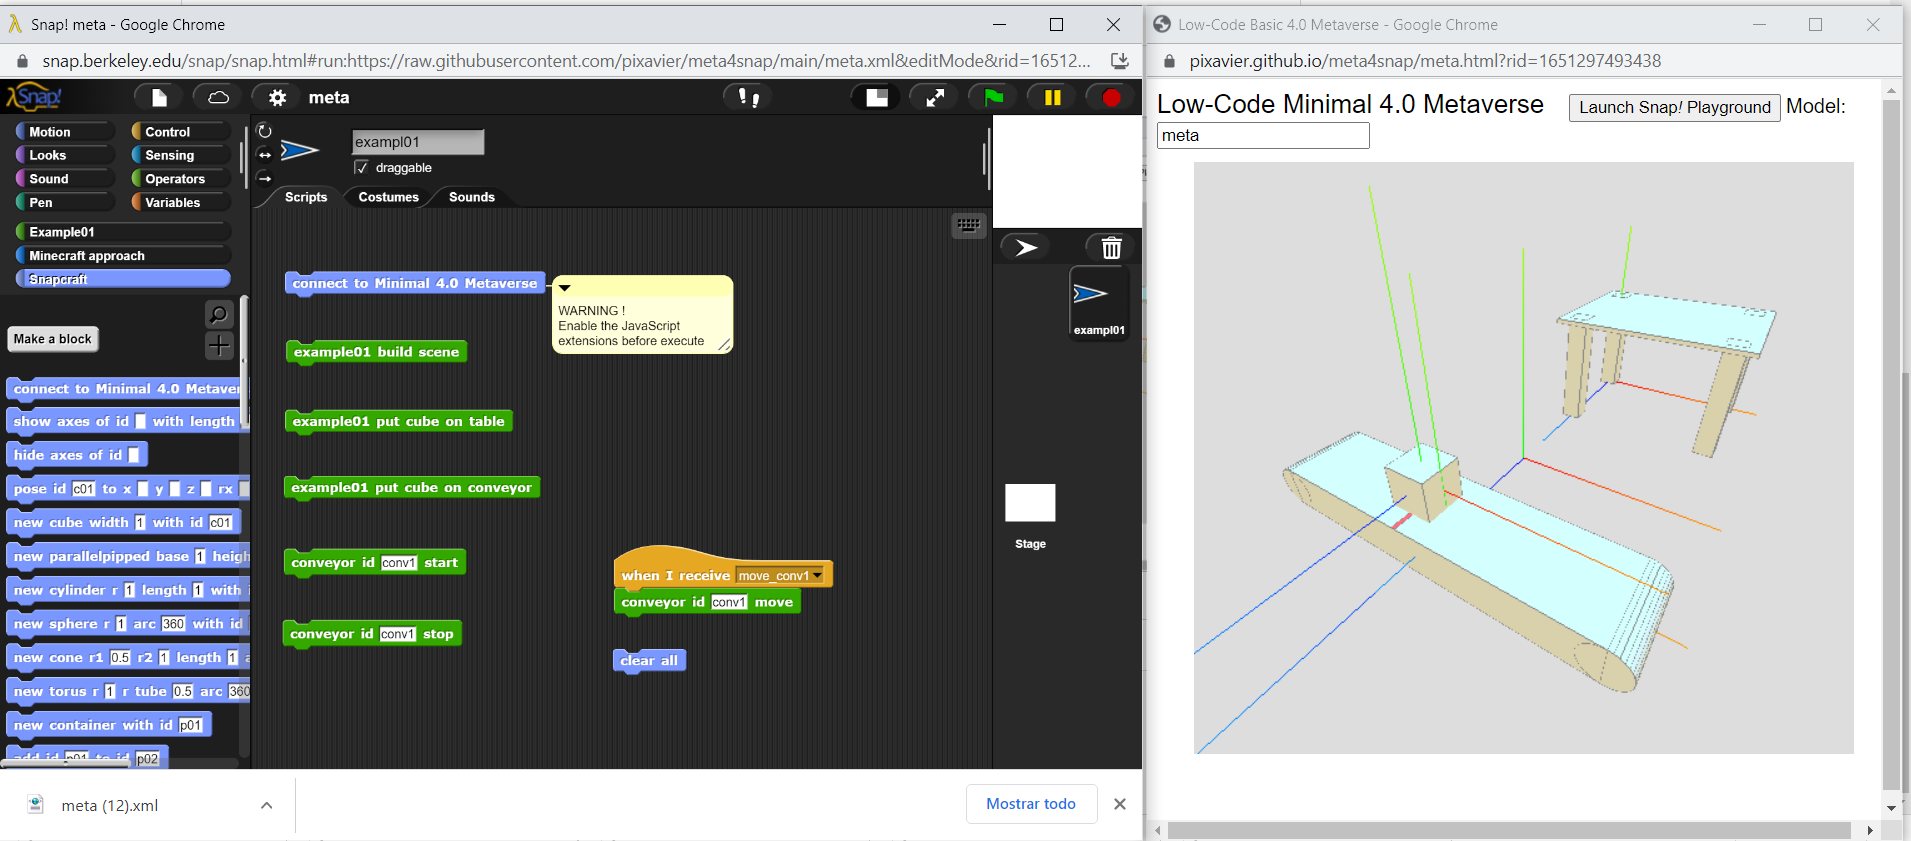 Snap! meta - Google Chrome
snap.berkeley.edu/snap/snap.html#run:https://raw.githubusercontent.com/pixavier/meta4snap/main/meta.xml&editMode&rid=16512...
Snap!
meta
Motion
Control
Looks
Sensing
Sound
Operators
Pen
Variables
Example01
Minecraft approach
Snapcraft
Make a block
connect to Minimal 4.0 Metaver
show axes of id with length
hide axes of id
pose id c01 to x y z rx
new cube width 1 with id c01
new parallelpipped base 1 heigh
new cylinder r 1 length 1 with
new sphere r 1 arc 360 with id
new cone r1 0.5 r2 1 length 1 a
new torus r 1 r tube 0.5 arc 360
new container with id p01
add id p01 to id p02
exampl01
draggable
Scripts
Costumes
Sounds
connect to Minimal 4.0 Metaverse
WARNING !
Enable the JavaScript
extensions before execute
example01 build scene
example01 put cube on table
example01 put cube on conveyor
conveyor id conv1 start
conveyor id conv1 stop
when I receive move_conv1
conveyor id conv1 move
clear all
exampl01
Stage
meta (12).xml
Mostrar todo
Low-Code Basic 4.0 Metaverse - Google Chrome
pixavier.github.io/meta4snap/meta.html?rid=1651297493438
Low-Code Minimal 4.0 Metaverse
Launch Snap! Playground
Model:
meta